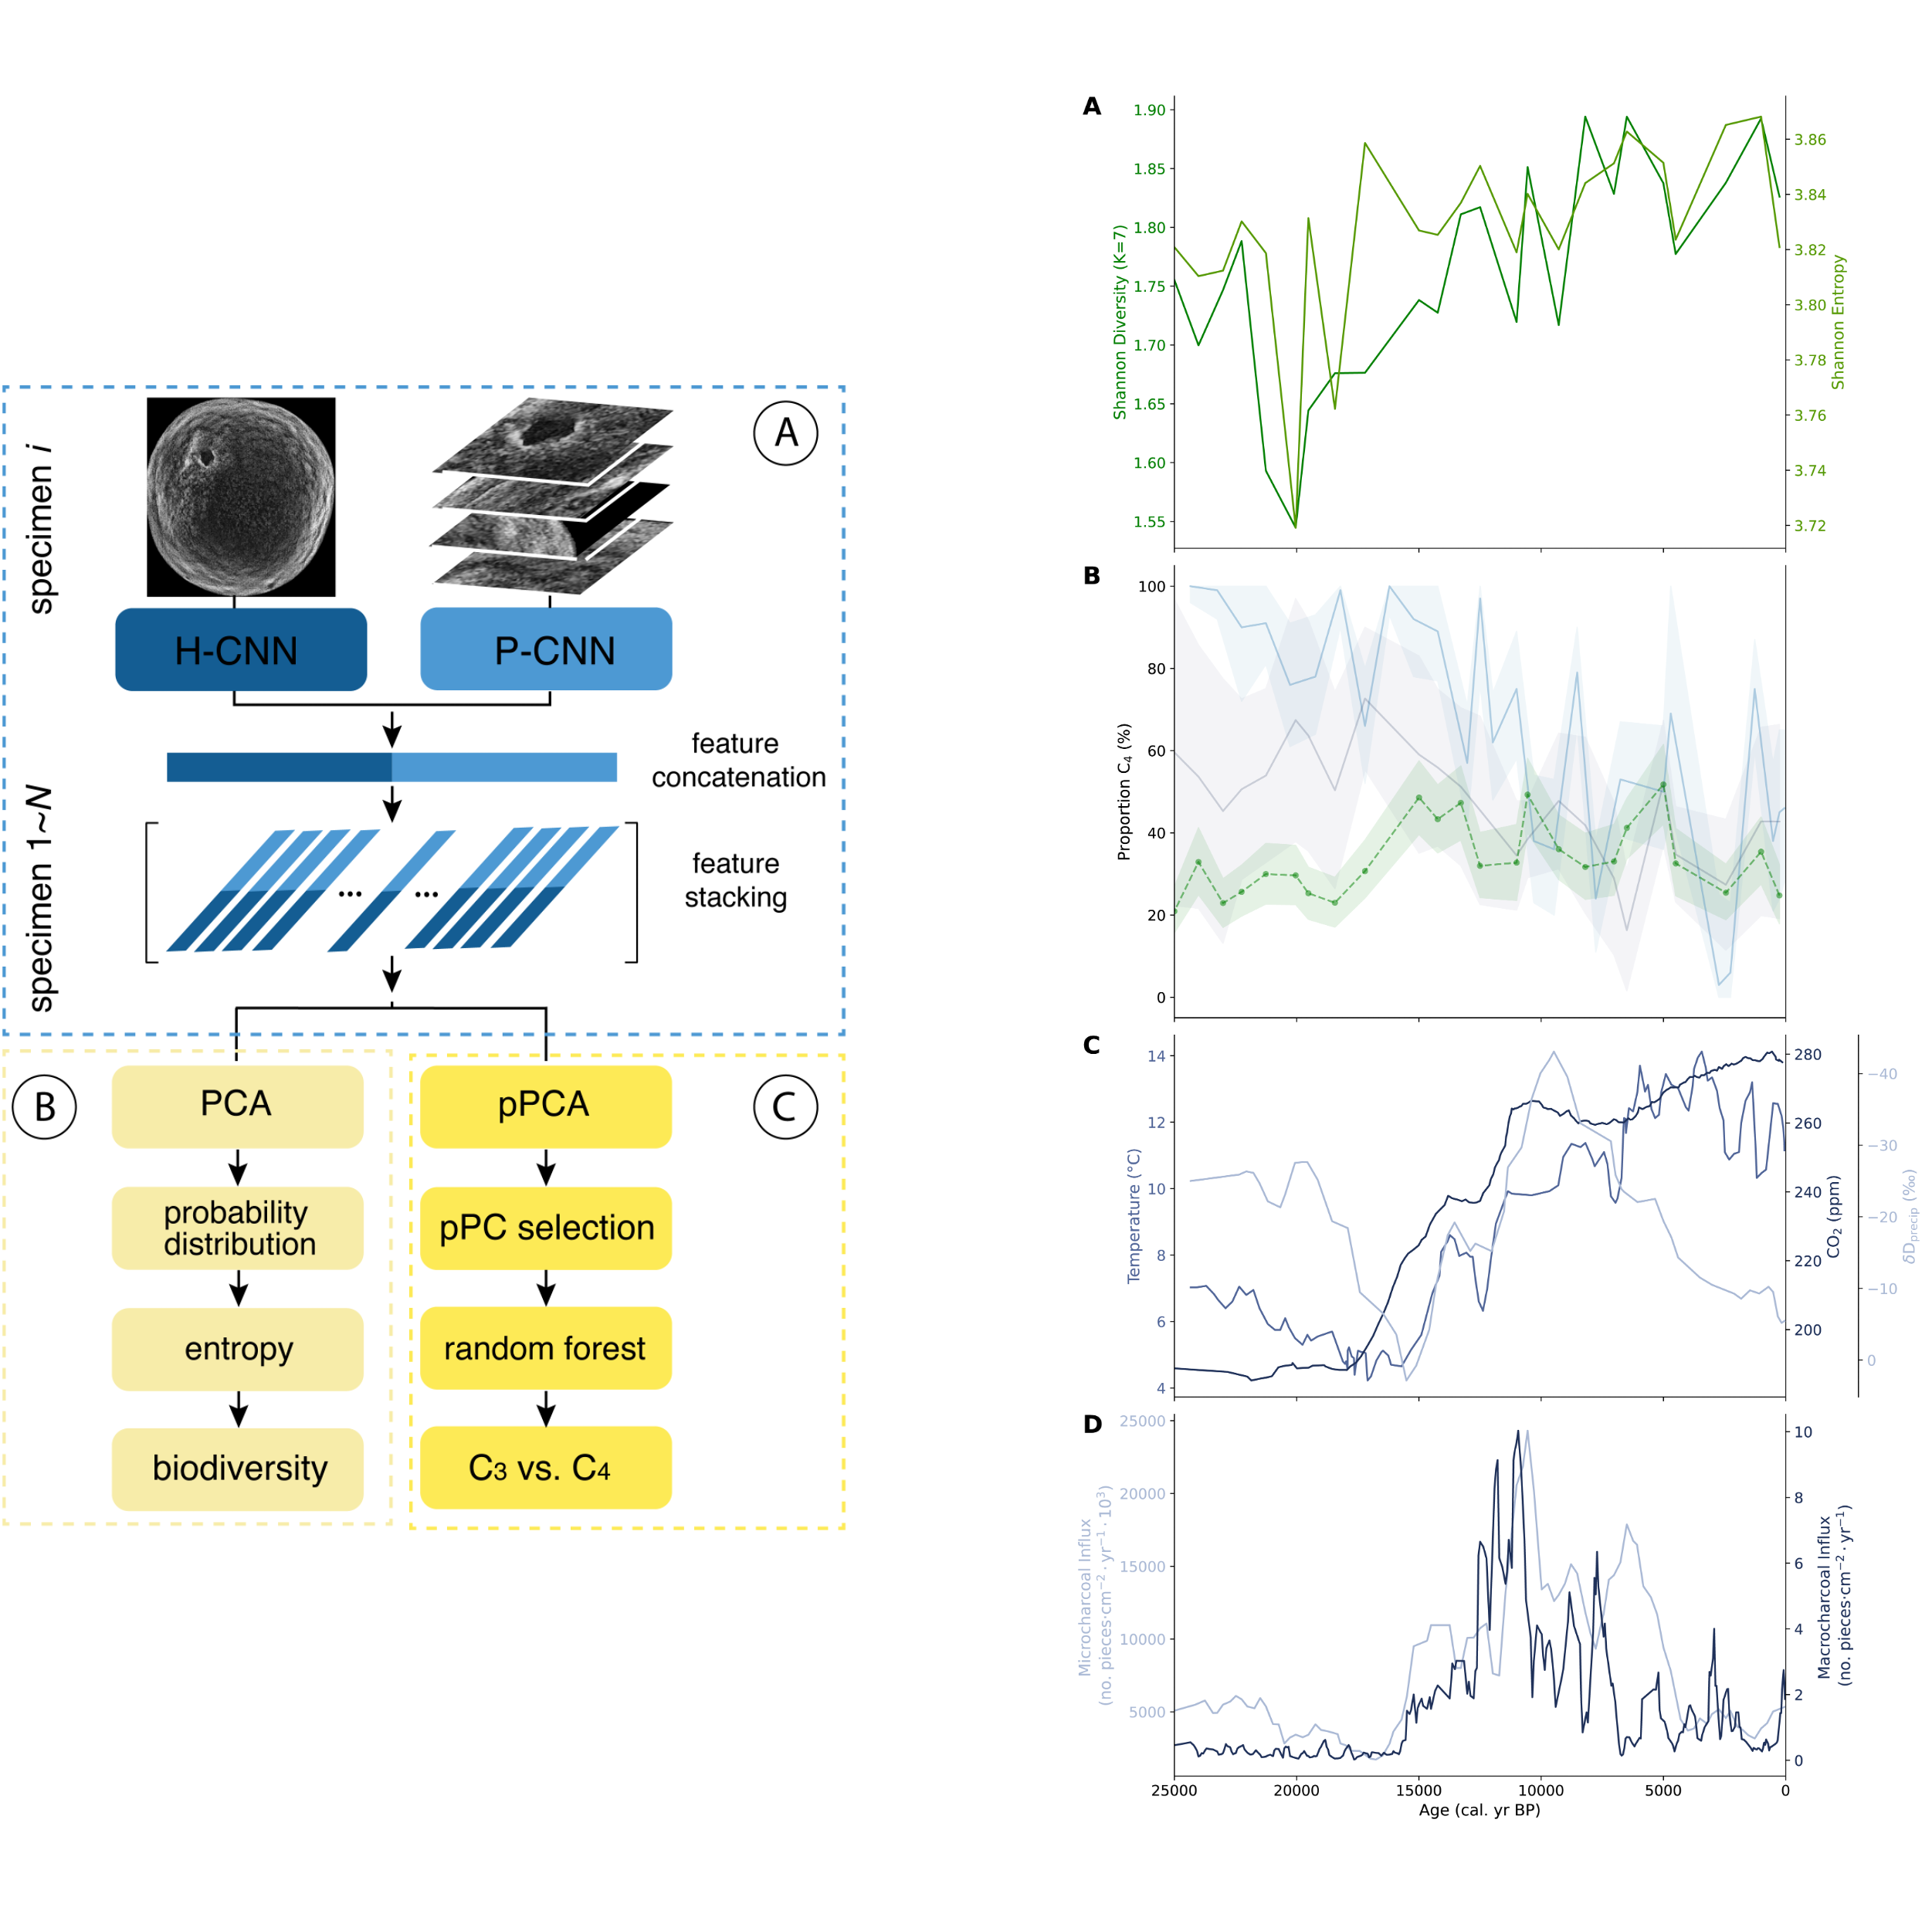 specimen i
A
H-CNN
P-CNN
feature
concatenation
specimen 1~N
... ...
feature
stacking
B
PCA
probability
distribution
entropy
biodiversity
C
pPCA
pPC selection
random forest
C3 vs. C4
A
Shannon Diversity (K=7)
1.90
1.85
1.80
1.75
1.70
1.65
1.60
1.55
3.86
3.84
3.82
3.80
3.78
3.76
3.74
3.72
Shannon Entropy
B
Proportion C4 (%)
100
80
60
40
20
0
C
Temperature (°C)
14
12
10
8
6
4
280
260
240
220
200
CO2 (ppm)
−40
−30
−20
−10
0
δDprecip (‰)
D
Microcharcoal Influx
(no. pieces·cm−2·yr−1·10³)
25000
20000
15000
10000
5000
10
8
6
4
2
0
Macrocharcoal Influx
(no. pieces·cm−2·yr−1)
25000 20000 15000 10000 5000 0
Age (cal. yr BP)